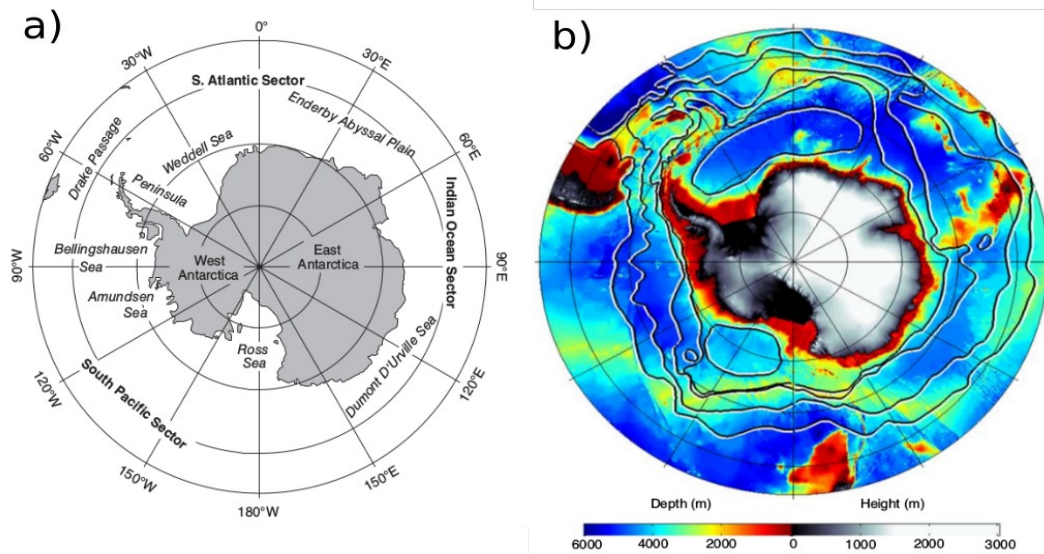 a)
0°
30°W
30°E
S. Atlantic Sector
Enderby Abyssal Plain
60°W
60°E
Drake Passage
Weddell Sea
Peninsula
Indian Ocean Sector
Bellingshausen
Sea
90°W
90°E
West
Antarctica
East
Antarctica
Amundsen
Sea
Ross
Sea
Dumont D'Urville Sea
South Pacific Sector
120°W
120°E
150°W
150°E
180°W
b)
Depth (m)
Height (m)
6000
4000
2000
0
1000
2000
3000